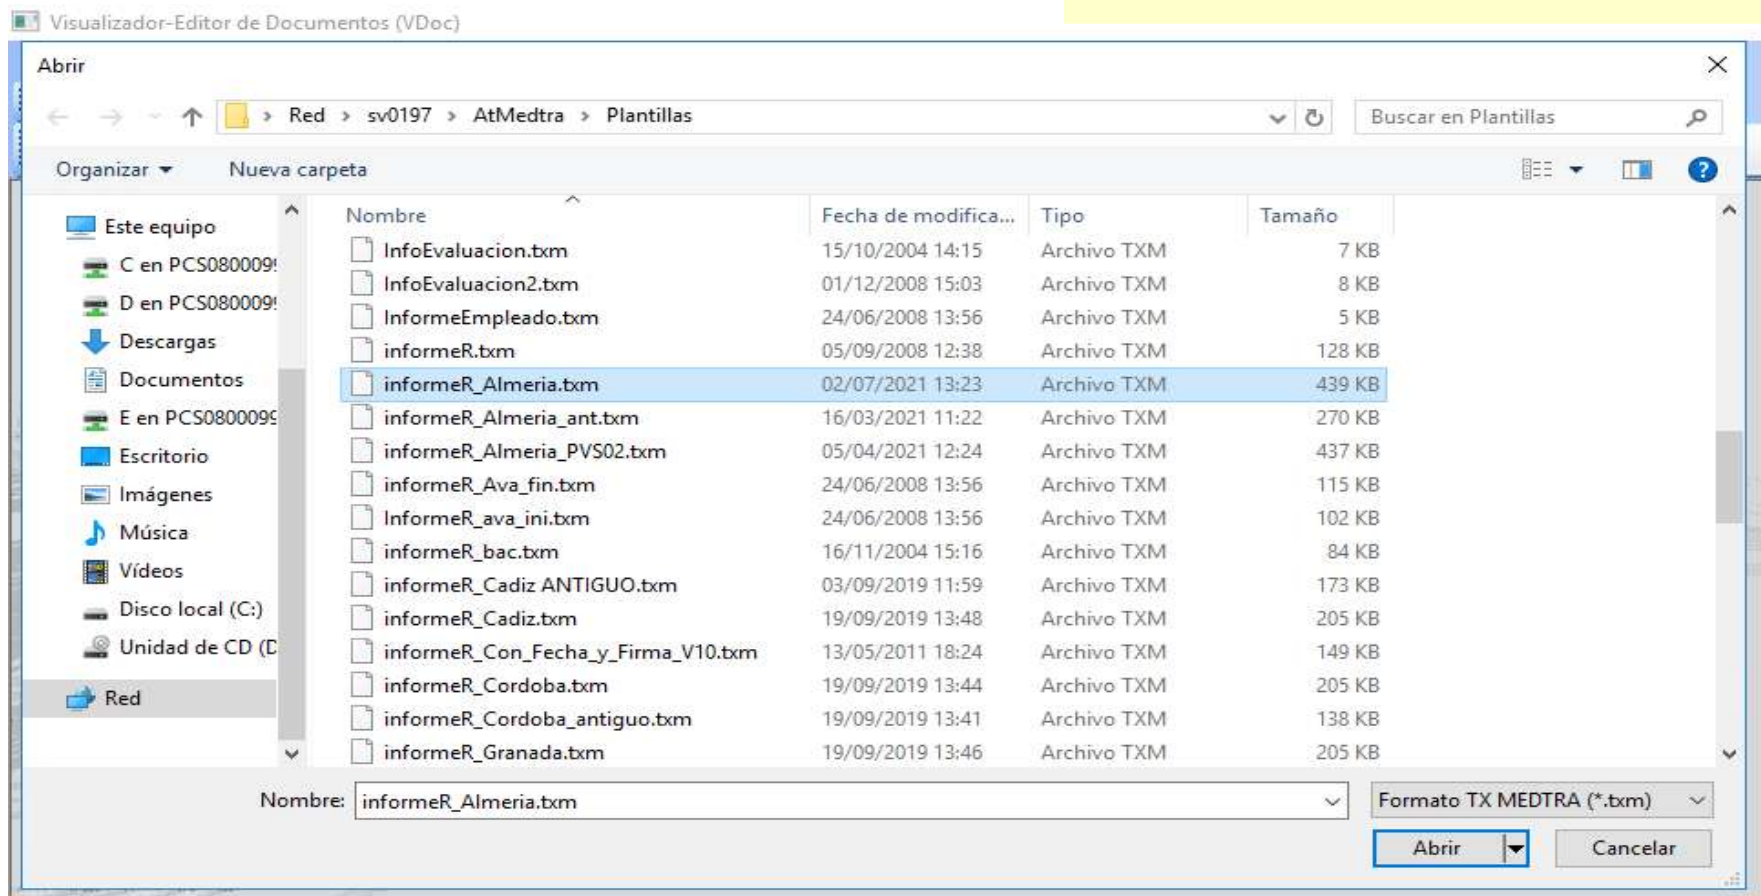 Visualizador-Editor de Documentos (VDoc)
Abrir
Red > sv0197 > AtMedtra > Plantillas
Buscar en Plantillas
Organizar
Nueva carpeta
Este equipo
C en PCS080009
D en PCS080009
Descargas
Documentos
E en PCS0800099
Escritorio
Imágenes
Música
Vídeos
Disco local (C:)
Unidad de CD (D
Red
Nombre Fecha de modifica... Tipo Tamaño
InfoEvaluacion.txm 15/10/2004 14:15 Archivo TXM 7 KB
InfoEvaluacion2.txm 01/12/2008 15:03 Archivo TXM 8 KB
InformeEmpleado.txm 24/06/2008 13:56 Archivo TXM 5 KB
informeR.txm 05/09/2008 12:38 Archivo TXM 128 KB
informeR_Almeria.txm 02/07/2021 13:23 Archivo TXM 439 KB
informeR_Almeria_ant.txm 16/03/2021 11:22 Archivo TXM 270 KB
informeR_Almeria_PVS02.txm 05/04/2021 12:24 Archivo TXM 437 KB
informeR_Ava_fin.txm 24/06/2008 13:56 Archivo TXM 115 KB
InformeR_ava_ini.txm 24/06/2008 13:56 Archivo TXM 102 KB
informeR_bac.txm 16/11/2004 15:16 Archivo TXM 84 KB
informeR_Cadiz ANTIGUO.txm 03/09/2019 11:59 Archivo TXM 173 KB
informeR_Cadiz.txm 19/09/2019 13:48 Archivo TXM 205 KB
informeR_Con_Fecha_y_Firma_V10.txm 13/05/2011 18:24 Archivo TXM 149 KB
informeR_Cordoba.txm 19/09/2019 13:44 Archivo TXM 205 KB
informeR_Cordoba_antiguo.txm 19/09/2019 13:41 Archivo TXM 138 KB
informeR_Granada.txm 19/09/2019 13:46 Archivo TXM 205 KB
Nombre: informeR_Almeria.txm
Formato TX MEDTRA (*.txm)
Abrir
Cancelar